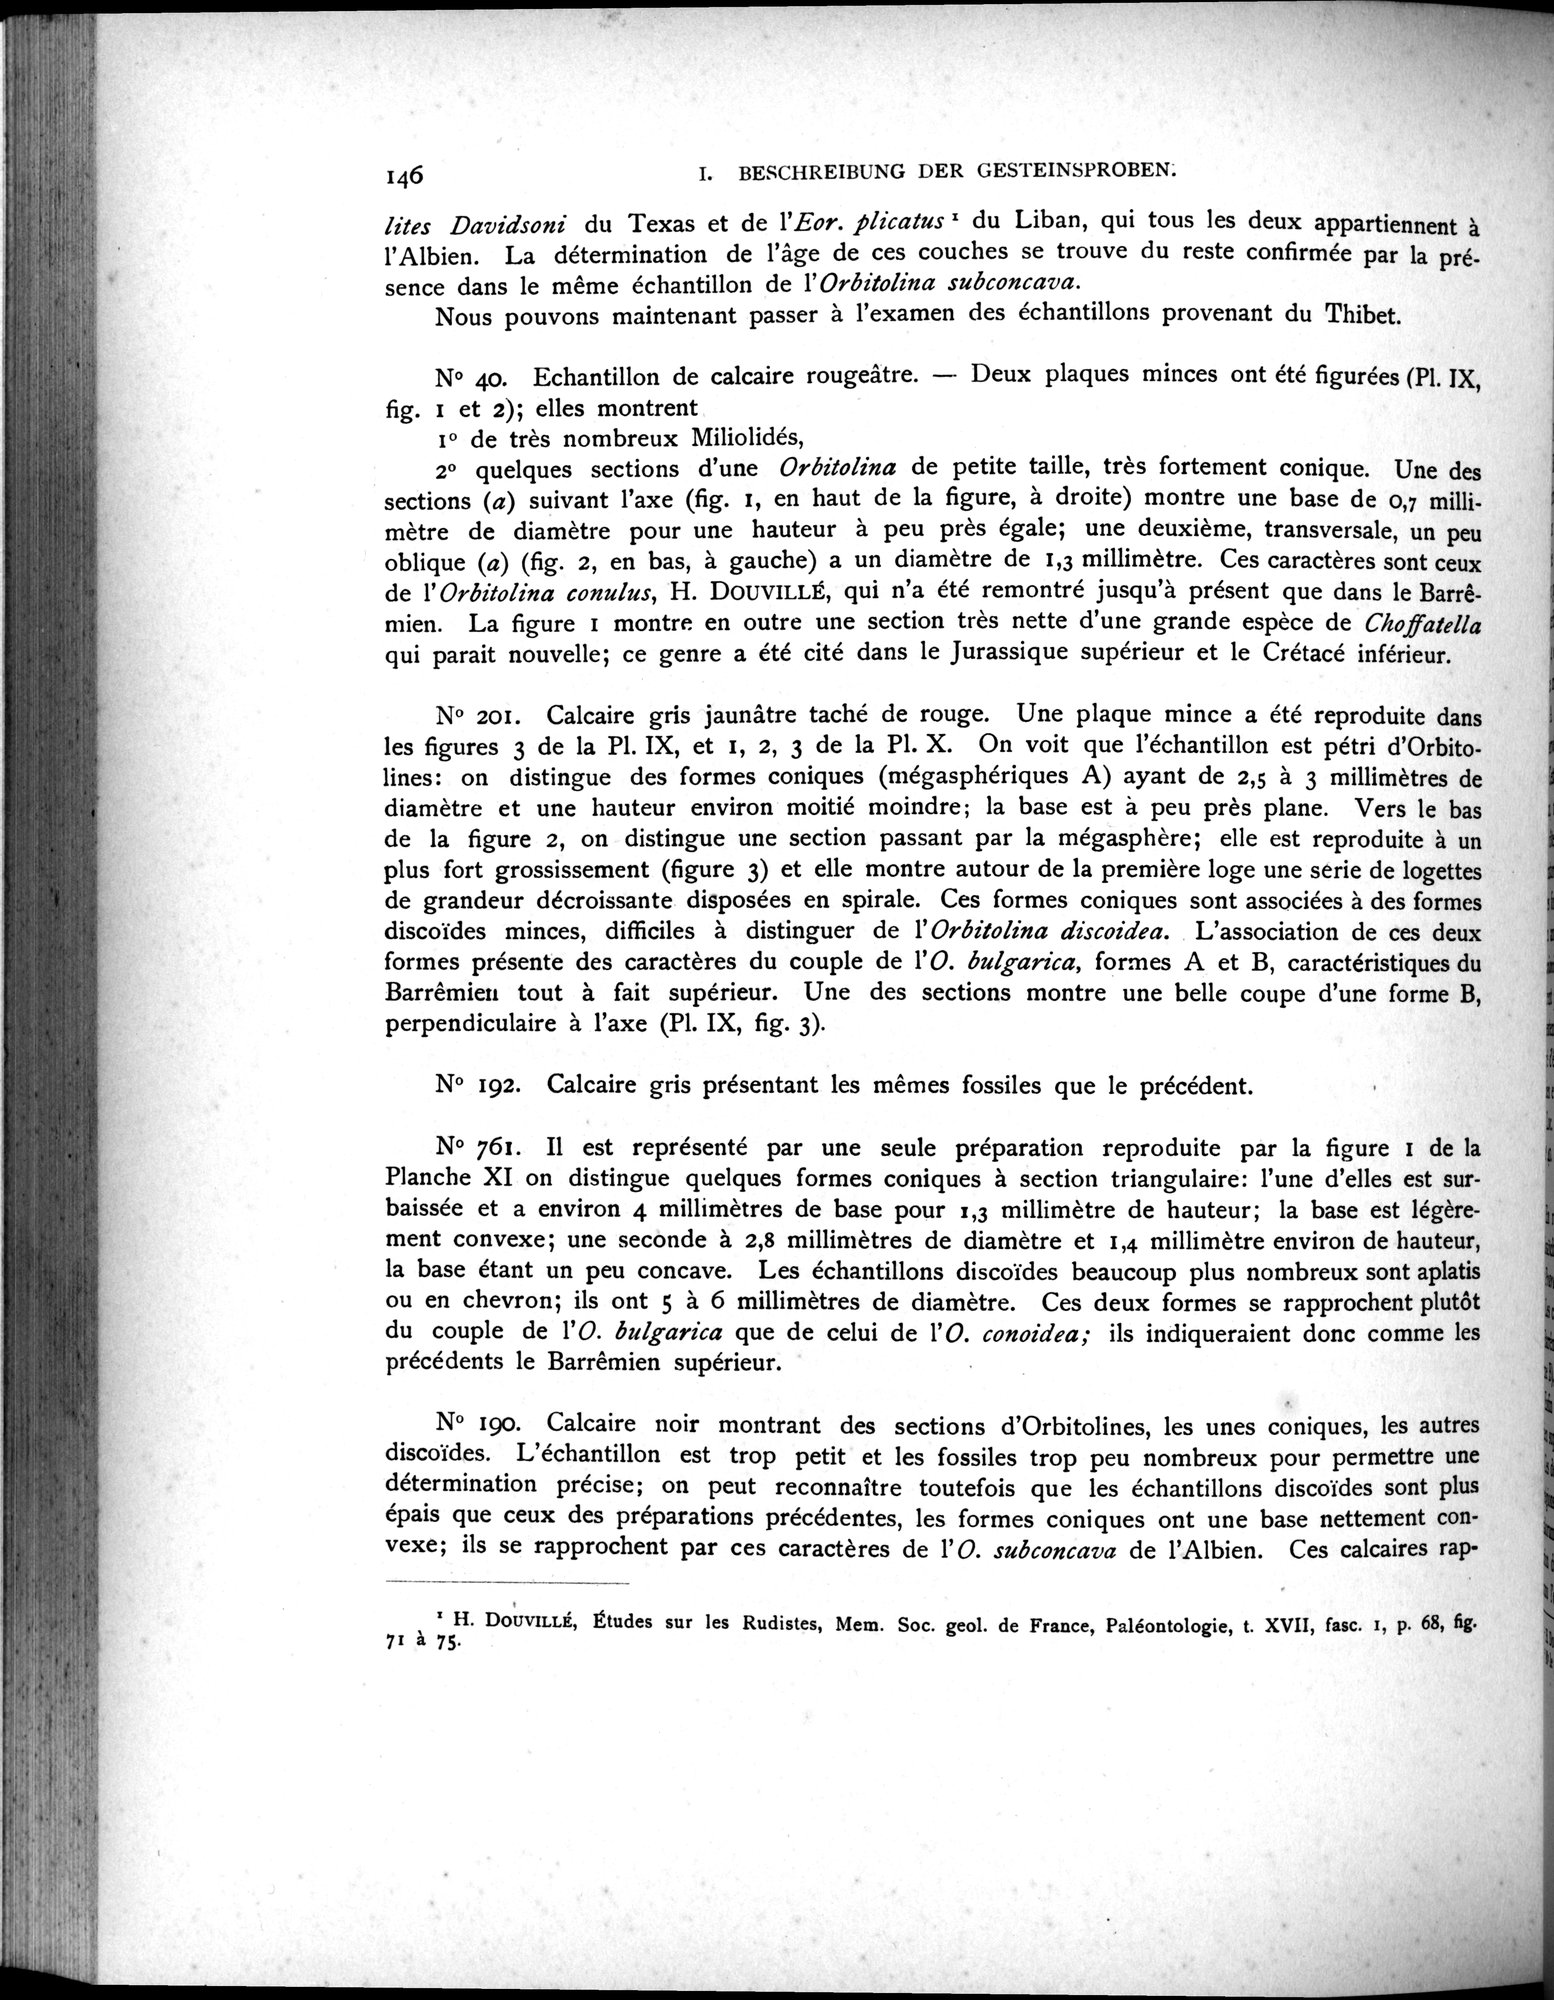 146 I. BESCHREIBUNG DER GESTEINSPROBEN.
lites Davidsoni du Texas et de l'Eor. plicatus¹ du Liban, qui tous les deux appartiennent à
l'Albien. La détermination de l'âge de ces couches se trouve du reste confirmée par la pré-
sence dans le même échantillon de l'Orbitolina subconcava.
Nous pouvons maintenant passer à l'examen des échantillons provenant du Thibet.
Nº 40. Echantillon de calcaire rougeâtre. — Deux plaques minces ont été figurées (Pl. IX,
fig. 1 et 2); elles montrent
1º de très nombreux Miliolidés,
2º quelques sections d'une Orbitolina de petite taille, très fortement conique. Une des
sections (a) suivant l'axe (fig. 1, en haut de la figure, à droite) montre une base de 0,7 milli-
mètre de diamètre pour une hauteur à peu près égale; une deuxième, transversale, un peu
oblique (a) (fig. 2, en bas, à gauche) a un diamètre de 1,3 millimètre. Ces caractères sont ceux
de l'Orbitolina conulus, H. DOUVILLÉ, qui n'a été remontré jusqu'à présent que dans le Barrê-
mien. La figure 1 montre en outre une section très nette d'une grande espèce de Choffatella
qui parait nouvelle; ce genre a été cité dans le Jurassique supérieur et le Crétacé inférieur.
Nº 201. Calcaire gris jaunâtre taché de rouge. Une plaque mince a été reproduite dans
les figures 3 de la Pl. IX, et 1, 2, 3 de la Pl. X. On voit que l'échantillon est pétri d'Orbito-
lines: on distingue des formes coniques (mégasphériques A) ayant de 2,5 à 3 millimètres de
diamètre et une hauteur environ moitié moindre; la base est à peu près plane. Vers le bas
de la figure 2, on distingue une section passant par la mégasphère; elle est reproduite à un
plus fort grossissement (figure 3) et elle montre autour de la première loge une série de logettes
de grandeur décroissante disposées en spirale. Ces formes coniques sont associées à des formes
discoïdes minces, difficiles à distinguer de l'Orbitolina discoidea. L'association de ces deux
formes présente des caractères du couple de l'O. bulgarica, formes A et B, caractéristiques du
Barrêmien tout à fait supérieur. Une des sections montre une belle coupe d'une forme B,
perpendiculaire à l'axe (Pl. IX, fig. 3).
Nº 192. Calcaire gris présentant les mêmes fossiles que le précédent.
Nº 761. Il est représenté par une seule préparation reproduite par la figure 1 de la
Planche XI on distingue quelques formes coniques à section triangulaire: l'une d'elles est sur-
baissée et a environ 4 millimètres de base pour 1,3 millimètre de hauteur; la base est légère-
ment convexe; une seconde à 2,8 millimètres de diamètre et 1,4 millimètre environ de hauteur,
la base étant un peu concave. Les échantillons discoïdes beaucoup plus nombreux sont aplatis
ou en chevron; ils ont 5 à 6 millimètres de diamètre. Ces deux formes se rapprochent plutôt
du couple de l'O. bulgarica que de celui de l'O. conoidea; ils indiqueraient donc comme les
précédents le Barrêmien supérieur.
Nº 190. Calcaire noir montrant des sections d'Orbitolines, les unes coniques, les autres
discoïdes. L'échantillon est trop petit et les fossiles trop peu nombreux pour permettre une
détermination précise; on peut reconnaître toutefois que les échantillons discoïdes sont plus
épais que ceux des préparations précédentes, les formes coniques ont une base nettement con-
vexe; ils se rapprochent par ces caractères de l'O. subconcava de l'Albien. Ces calcaires rap-
¹ H. DOUVILLÉ, Études sur les Rudistes, Mem. Soc. geol. de France, Paléontologie, t. XVII, fasc. 1, p. 68, fig.
71 à 75.